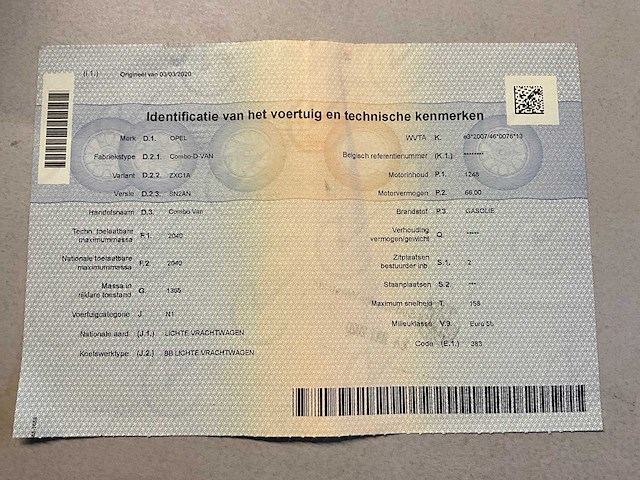 (I.1.) Origineel van 03/03/2020
Identificatie van het voertuig en technische kenmerken
Merk D.1. OPEL
Fabriekstype D.2.1. Combo-D-VAN
Variant D.2.2. ZXC1A
Versie D.2.3. SN2AN
Handelsnaam D.3. Combo Van
Techn. toelaatbare
maximummassa F.1. 2040
Nationale toelaatbare
maximummassa F.2. 2040
Massa in
rijklare toestand G. 1365
Voertuigcategorie J. N1
Nationale aard (J.1.) LICHTE VRACHTWAGEN
Koetswerktype (J.2.) BB LICHTE VRACHTWAGEN
WVTA K. e3*2007/46*0076*13
Belgisch referentienummer (K.1.) ********
Motorinhoud P.1. 1248
Motorvermogen P.2. 66,00
Brandstof P.3. GASOLIE
Verhouding
vermogen/gewicht Q. *****
Zitplaatsen
bestuurder inb. S.1. 2
Staanplaatsen S.2. ***
Maximum snelheid T. 158
Milieuklasse V.9. Euro 5b
Code (E.1.) 283